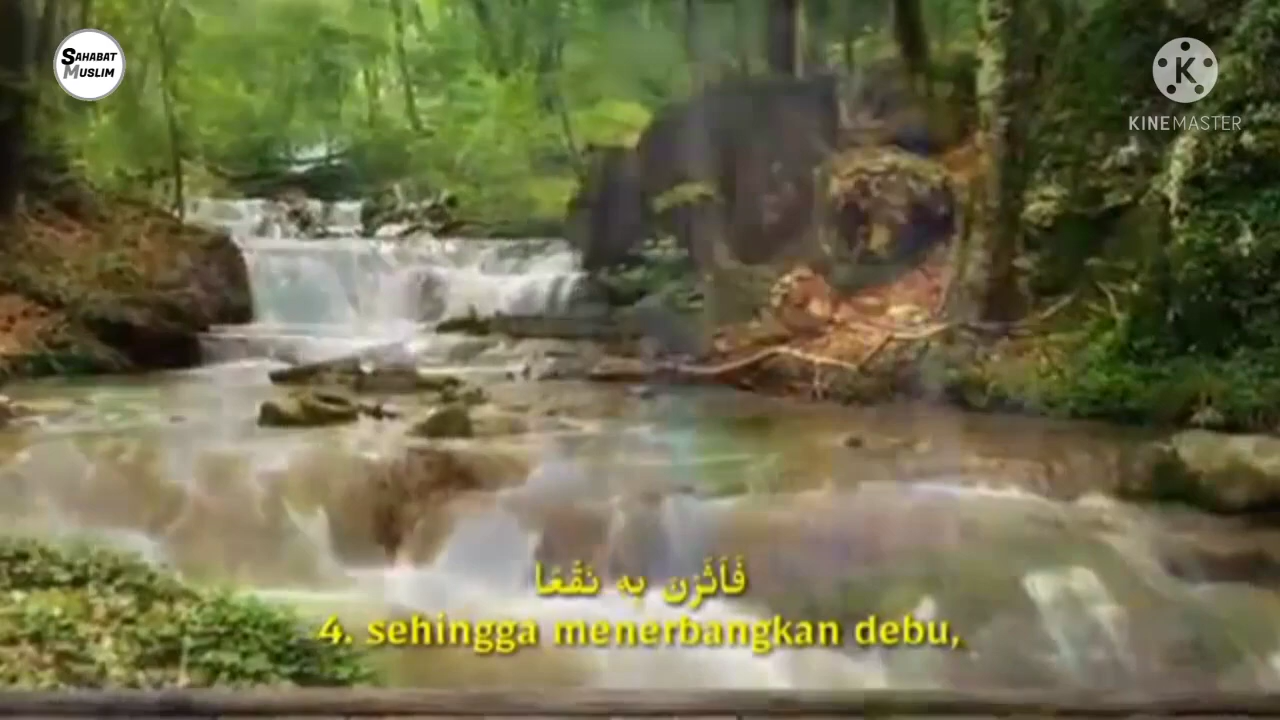 SAHABAT
MUSLIM
K
KINEMASTER
فَاَثَرْنَ بِهٖ نَقْعًا
4. sehingga menerbangkan debu,